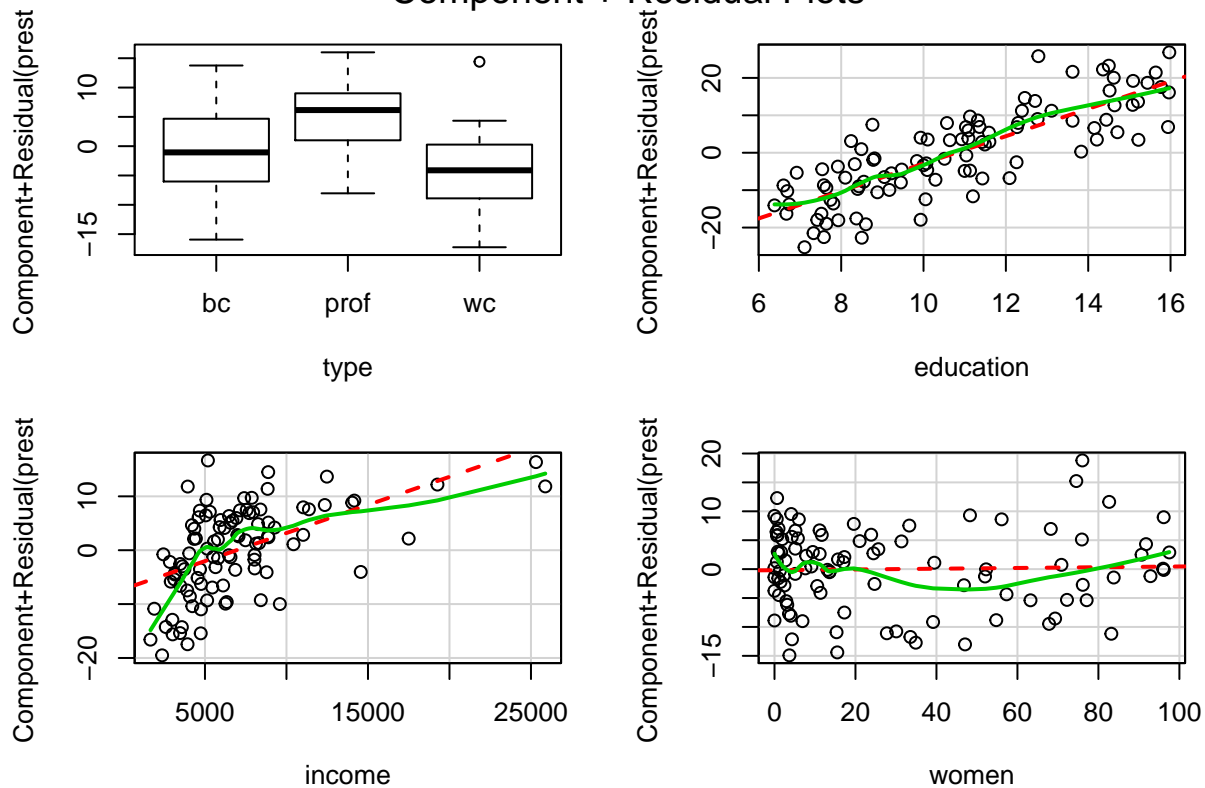 Component + Residual Plots
Component+Residual(prest
10
0
−15
bc prof wc
type
Component+Residual(prest
20
0
−20
6 8 10 12 14 16
education
Component+Residual(prest
10
0
−20
5000 15000 25000
income
Component+Residual(prest
20
10
0
−15
0 20 40 60 80 100
women